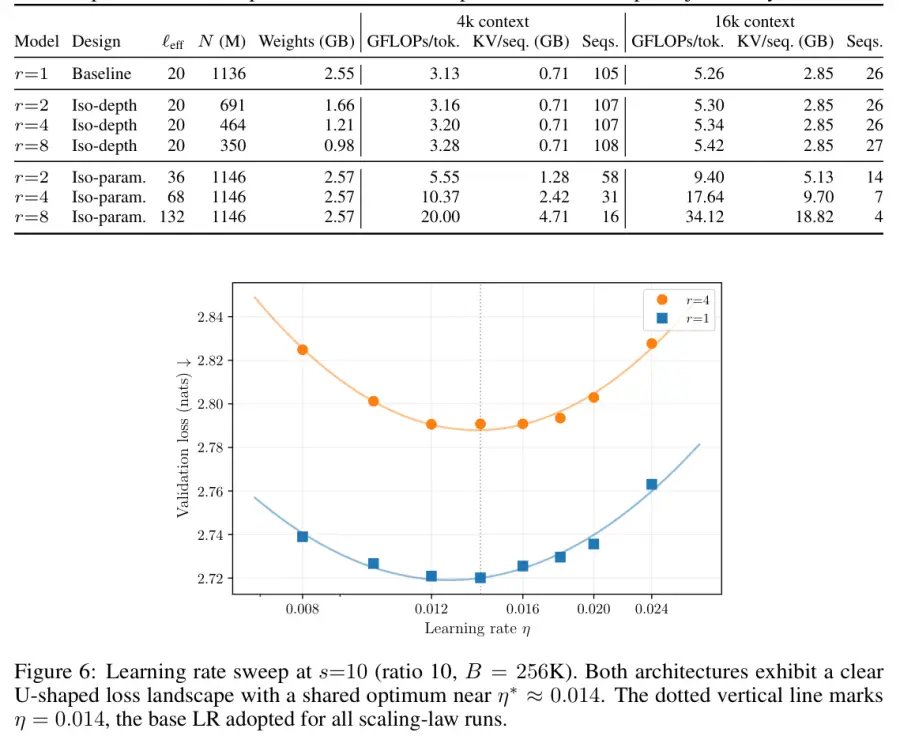 4k context 16k context
Model Design ℓeff N (M) Weights (GB) GFLOPs/tok. KV/seq. (GB) Seqs. GFLOPs/tok. KV/seq. (GB) Seqs.
r=1 Baseline 20 1136 2.55 3.13 0.71 105 5.26 2.85 26
r=2 Iso-depth 20 691 1.66 3.16 0.71 107 5.30 2.85 26
r=4 Iso-depth 20 464 1.21 3.20 0.71 107 5.34 2.85 26
r=8 Iso-depth 20 350 0.98 3.28 0.71 108 5.42 2.85 27
r=2 Iso-param. 36 1146 2.57 5.55 1.28 58 9.40 5.13 14
r=4 Iso-param. 68 1146 2.57 10.37 2.42 31 17.64 9.70 7
r=8 Iso-param. 132 1146 2.57 20.00 4.71 16 34.12 18.82 4
Validation loss (nats) ↓
2.84
2.82
2.80
2.78
2.76
2.74
2.72
r=4
r=1
0.008 0.012 0.016 0.020 0.024
Learning rate η
Figure 6: Learning rate sweep at s=10 (ratio 10, B = 256K). Both architectures exhibit a clear
U-shaped loss landscape with a shared optimum near η* ≈ 0.014. The dotted vertical line marks
η = 0.014, the base LR adopted for all scaling-law runs.